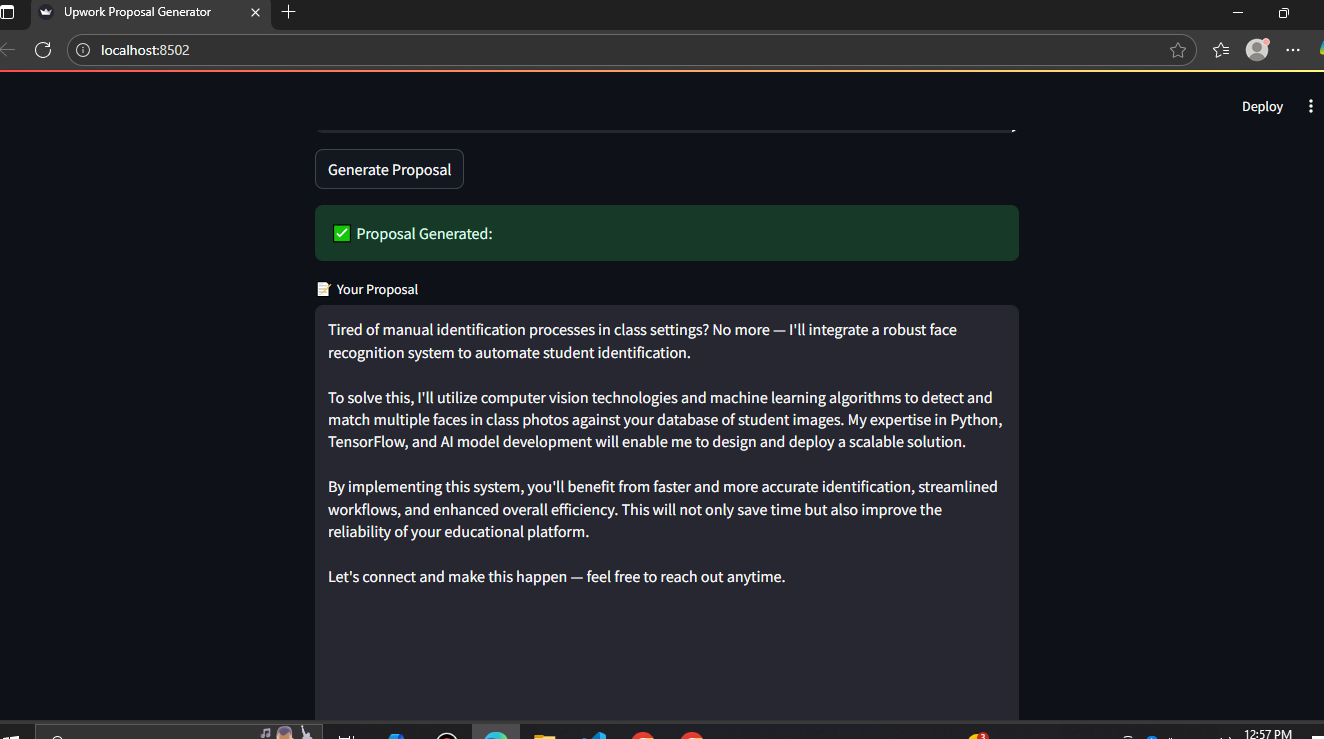 Upwork Proposal Generator
localhost:8502
Deploy
Generate Proposal
Proposal Generated:
Your Proposal
Tired of manual identification processes in class settings? No more — I'll integrate a robust face
recognition system to automate student identification.
To solve this, I'll utilize computer vision technologies and machine learning algorithms to detect and
match multiple faces in class photos against your database of student images. My expertise in Python,
TensorFlow, and AI model development will enable me to design and deploy a scalable solution.
By implementing this system, you'll benefit from faster and more accurate identification, streamlined
workflows, and enhanced overall efficiency. This will not only save time but also improve the
reliability of your educational platform.
Let's connect and make this happen — feel free to reach out anytime.
3
12:57 PM